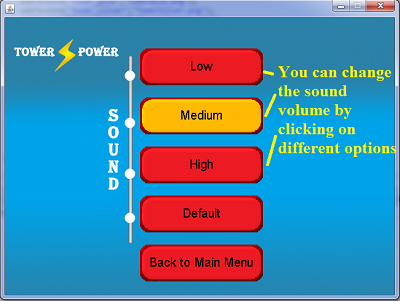 TOWER POWER
Low
Medium
High
Default
Back to Main Menu
SOUND
You can change
the sound
volume by
clicking on
different options